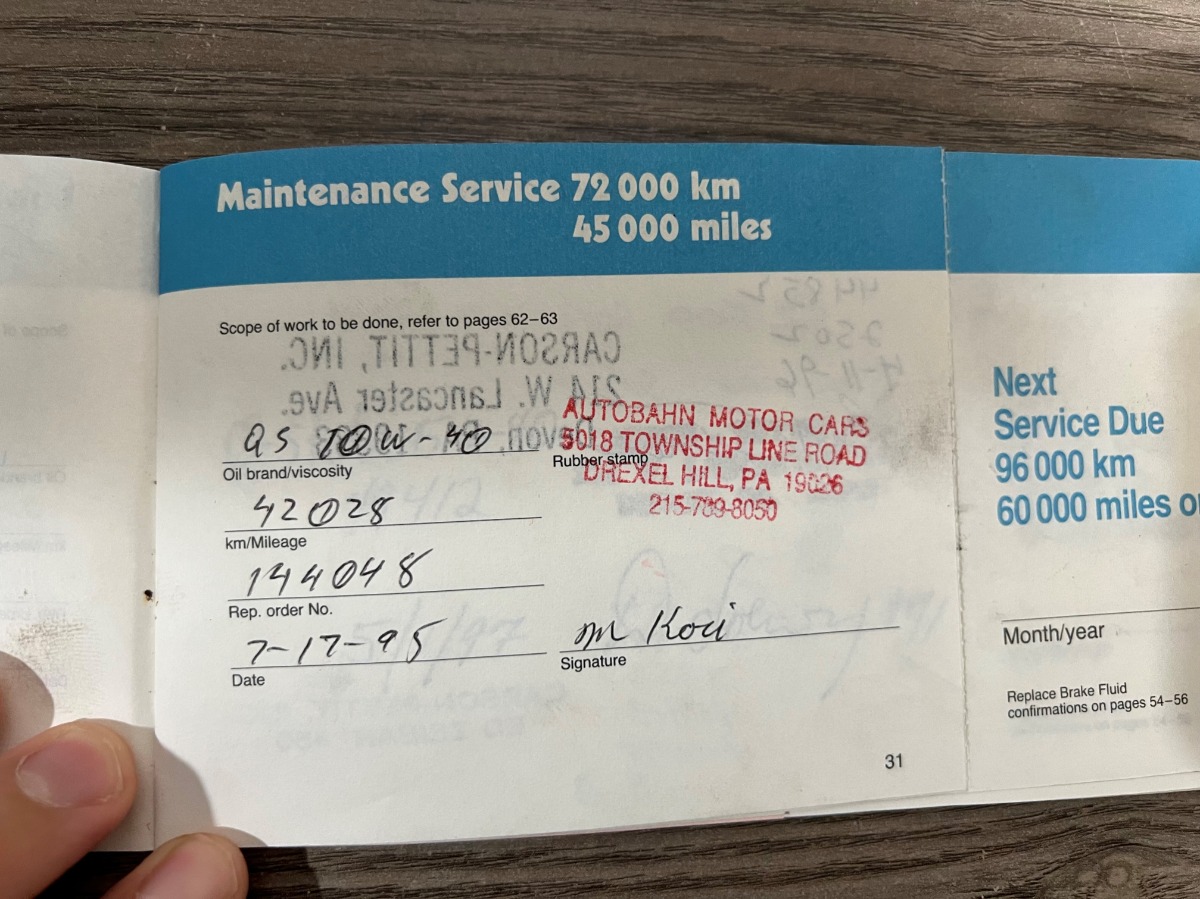 Maintenance Service 72 000 km
45 000 miles
Scope of work to be done, refer to pages 62–63
CARSON-PETTIT, INC.
214 W. Lancaster Ave.
AUTOBAHN MOTOR CARS
5018 TOWNSHIP LINE ROAD
DREXEL HILL, PA 19026
215-789-8050
QS 10W-40
Oil brand/viscosity
Rubber stamp
42028
km/Mileage
144048
Rep. order No.
7-17-95
Date
M Koci
Signature
31
Next
Service Due
96 000 km
60 000 miles o
Month/year
Replace Brake Fluid
confirmations on pages 54–56